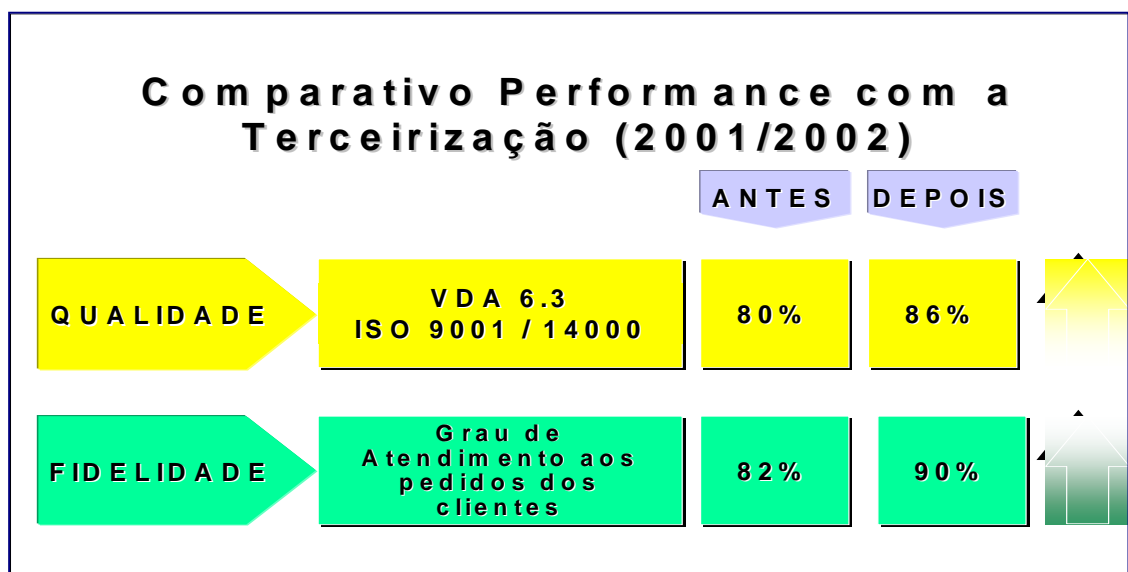 Comparativo Performance com a
Terceirização (2001/2002)
ANTES DEPOIS
QUALIDADE
VDA 6.3
ISO 9001 / 14000
80% 86%
FIDELIDADE
Grau de
Atendimento aos
pedidos dos
clientes
82% 90%